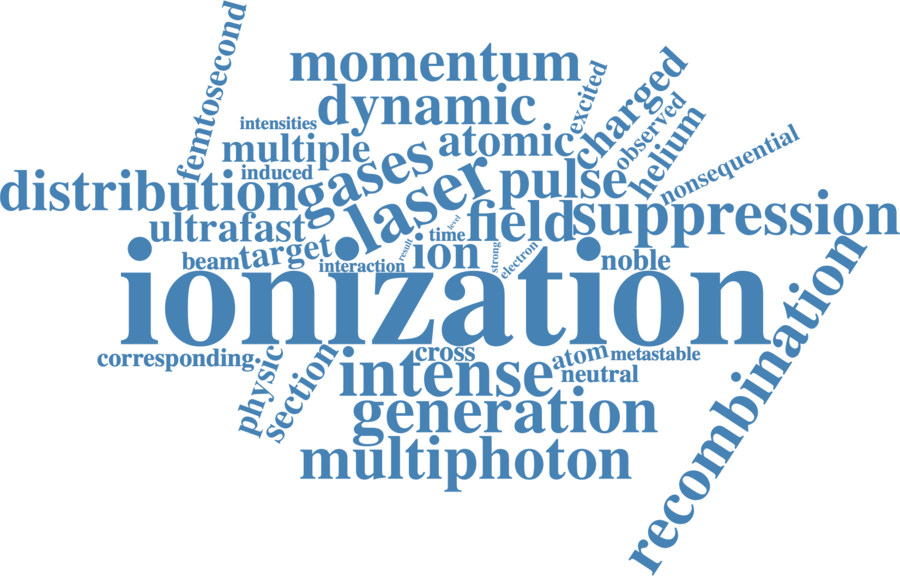 femtosecond
momentum
excited
charged
dynamic
observed
intensities
multiple
atomic
helium
nonsequential
gases
induced
laser
pulse
distribution
suppression
ultrafast
field
level
time
target
result
ion
strong
electron
beam
interaction
noble
ionization
recombination
corresponding
physic
section
cross
atom
metastable
intense
neutral
generation
multiphoton